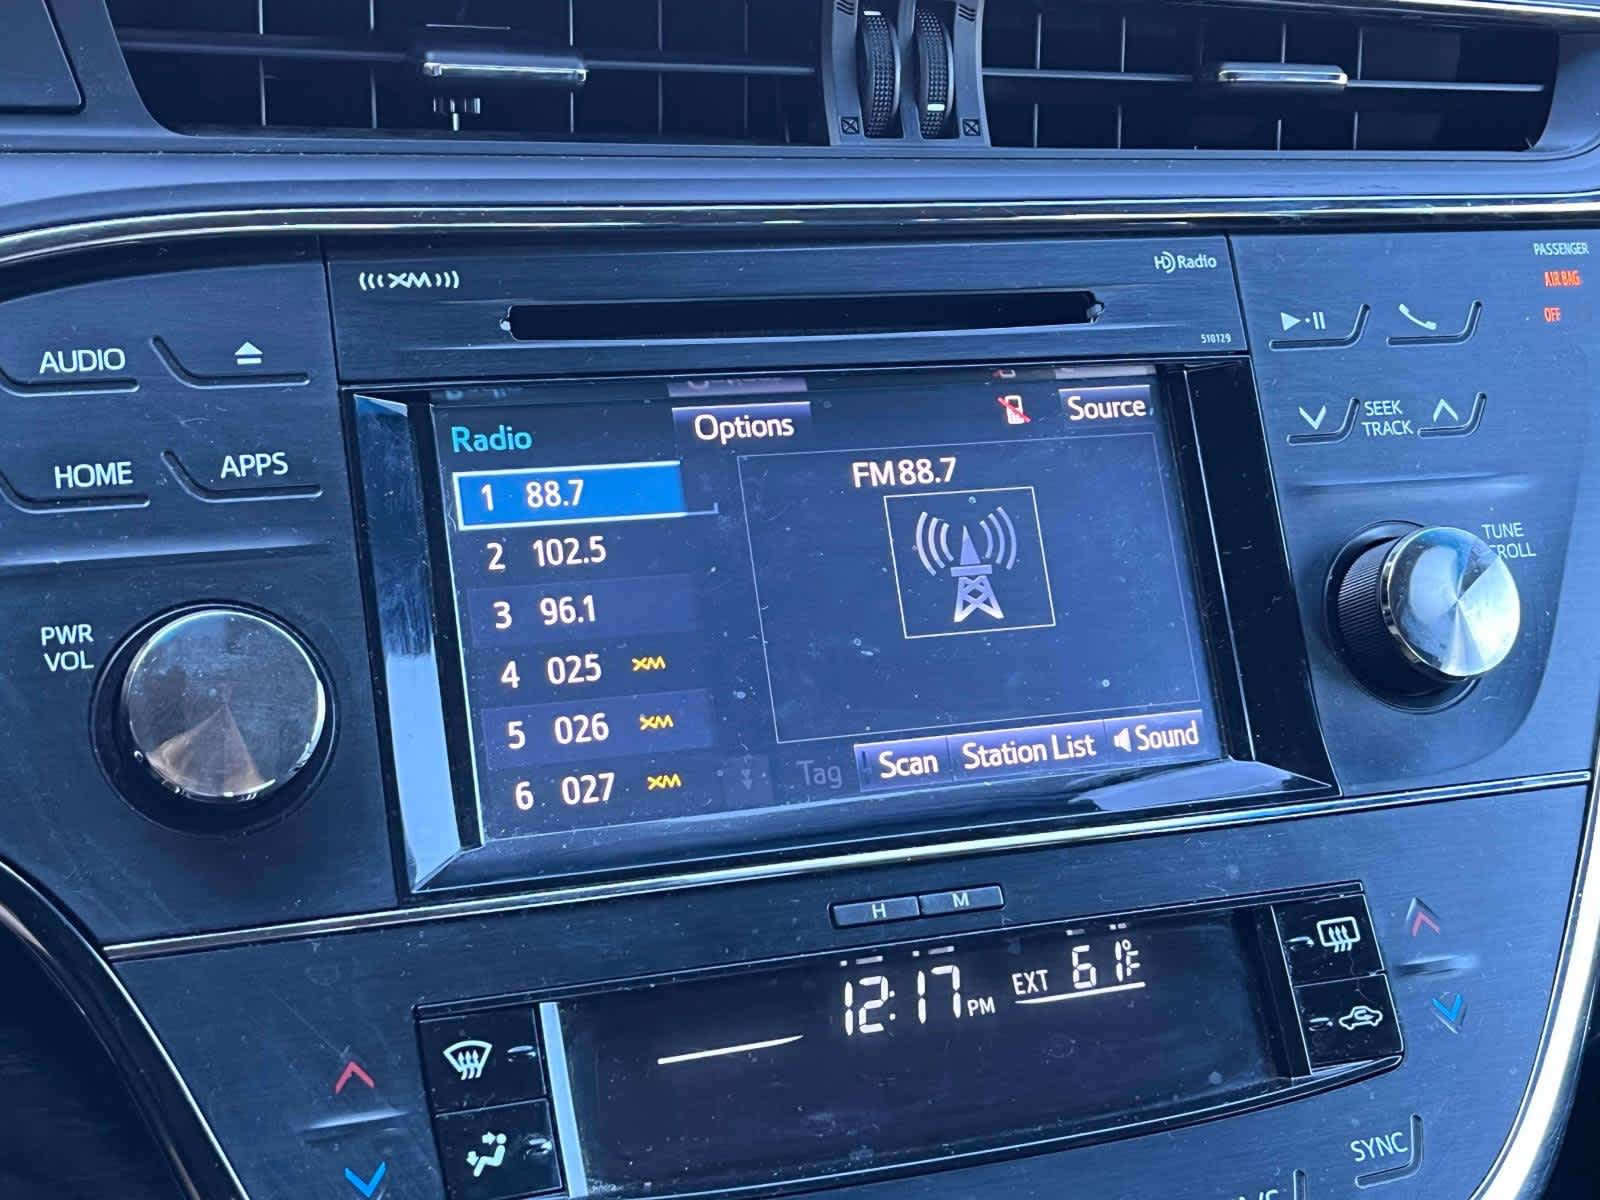 XM
HD Radio
510129
PASSENGER
AIR BAG
OFF
AUDIO
HOME
APPS
PWR
VOL
SEEK
TRACK
TUNE
Radio
Options
Source
1 88.7
2 102.5
3 96.1
4 025 XM
5 026 XM
6 027 XM
FM 88.7
Tag
Scan
Station List
Sound
H
M
12:17 PM
EXT 61°F
SYNC